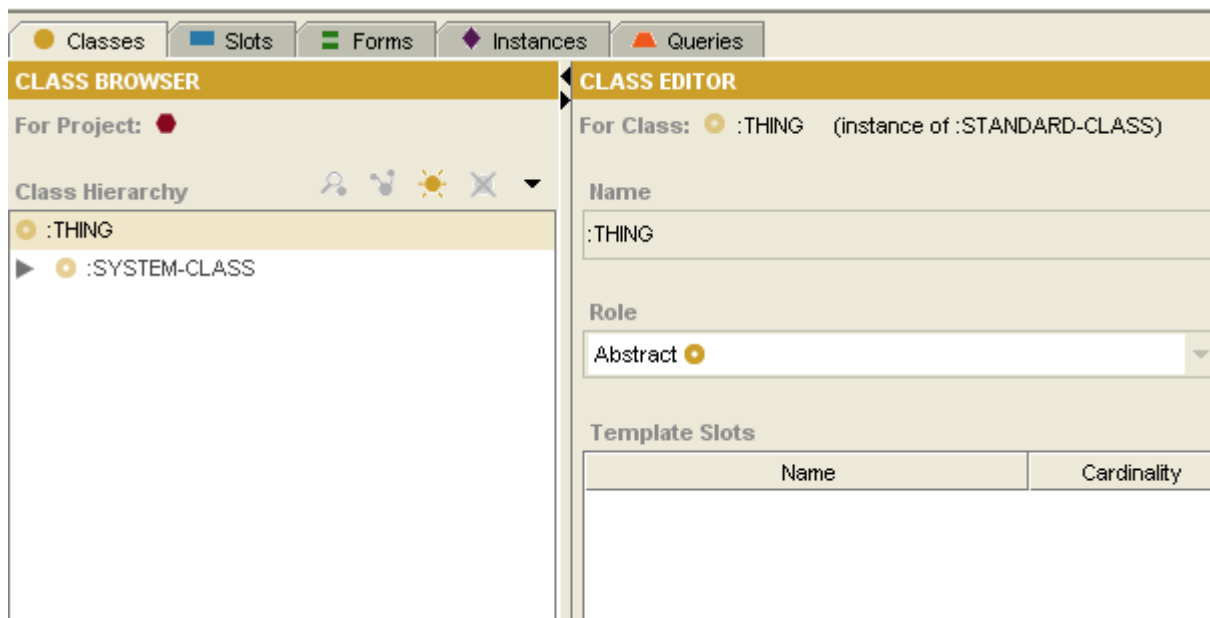 Classes Slots Forms Instances Queries
CLASS BROWSER
For Project:
Class Hierarchy
:THING
:SYSTEM-CLASS
CLASS EDITOR
For Class: :THING (instance of :STANDARD-CLASS)
Name
:THING
Role
Abstract
Template Slots
Name Cardinality